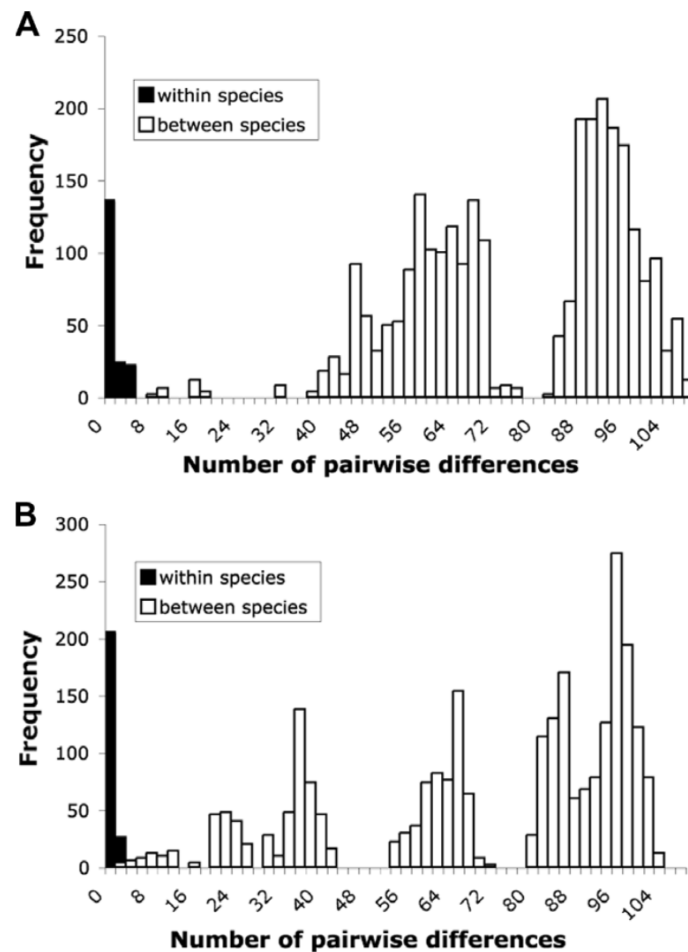 A
250
200
150
100
50
0
Frequency
within species
between species
0 8 16 24 32 40 48 56 64 72 80 88 96 104
Number of pairwise differences
B
300
250
200
150
100
50
0
Frequency
within species
between species
0 8 16 24 32 40 48 56 64 72 80 88 96 104
Number of pairwise differences